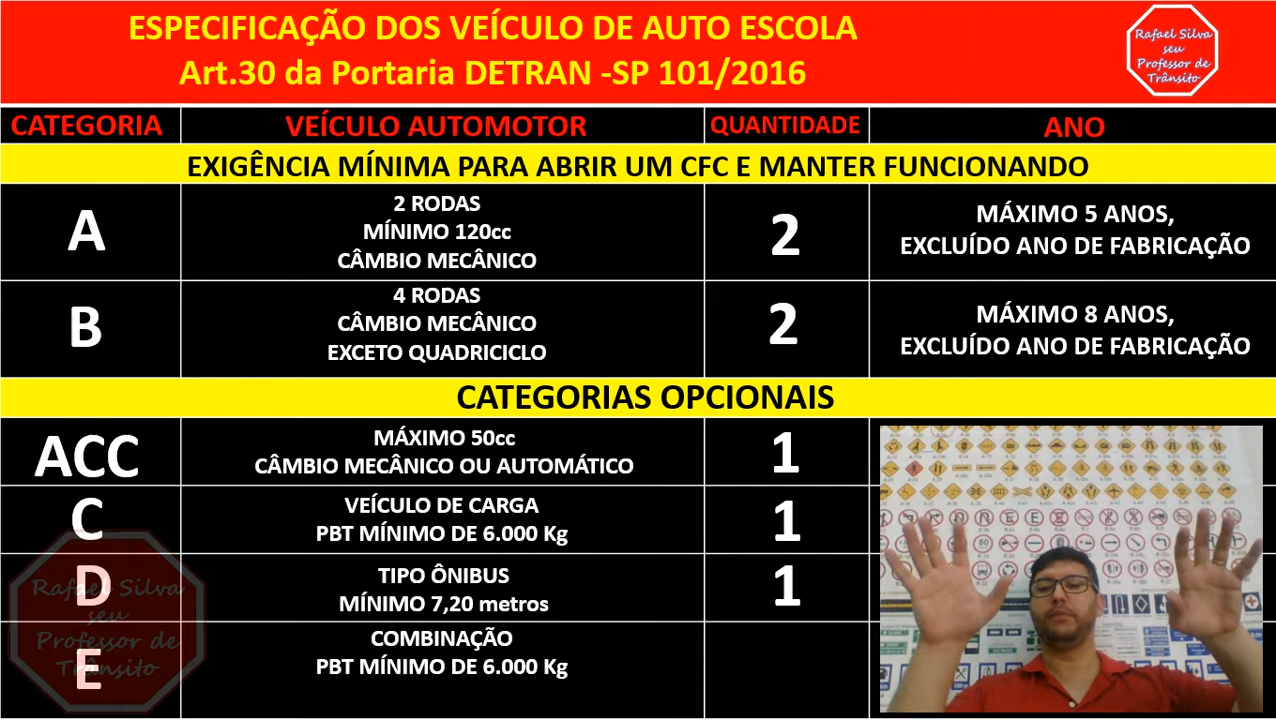 ESPECIFICAÇÃO DOS VEÍCULO DE AUTO ESCOLA
Art.30 da Portaria DETRAN -SP 101/2016
Rafael Silva
seu
Professor de
Trânsito
CATEGORIA VEÍCULO AUTOMOTOR QUANTIDADE ANO
EXIGÊNCIA MÍNIMA PARA ABRIR UM CFC E MANTER FUNCIONANDO
A
2 RODAS
MÍNIMO 120cc
CÂMBIO MECÂNICO
2
MÁXIMO 5 ANOS,
EXCLUÍDO ANO DE FABRICAÇÃO
B
4 RODAS
CÂMBIO MECÂNICO
EXCETO QUADRICICLO
2
MÁXIMO 8 ANOS,
EXCLUÍDO ANO DE FABRICAÇÃO
CATEGORIAS OPCIONAIS
ACC
MÁXIMO 50cc
CÂMBIO MECÂNICO OU AUTOMÁTICO
1
C
VEÍCULO DE CARGA
PBT MÍNIMO DE 6.000 Kg
1
D
TIPO ÔNIBUS
MÍNIMO 7,20 metros
1
E
COMBINAÇÃO
PBT MÍNIMO DE 6.000 Kg
Rafael Silva
seu
Professor de
Trânsito